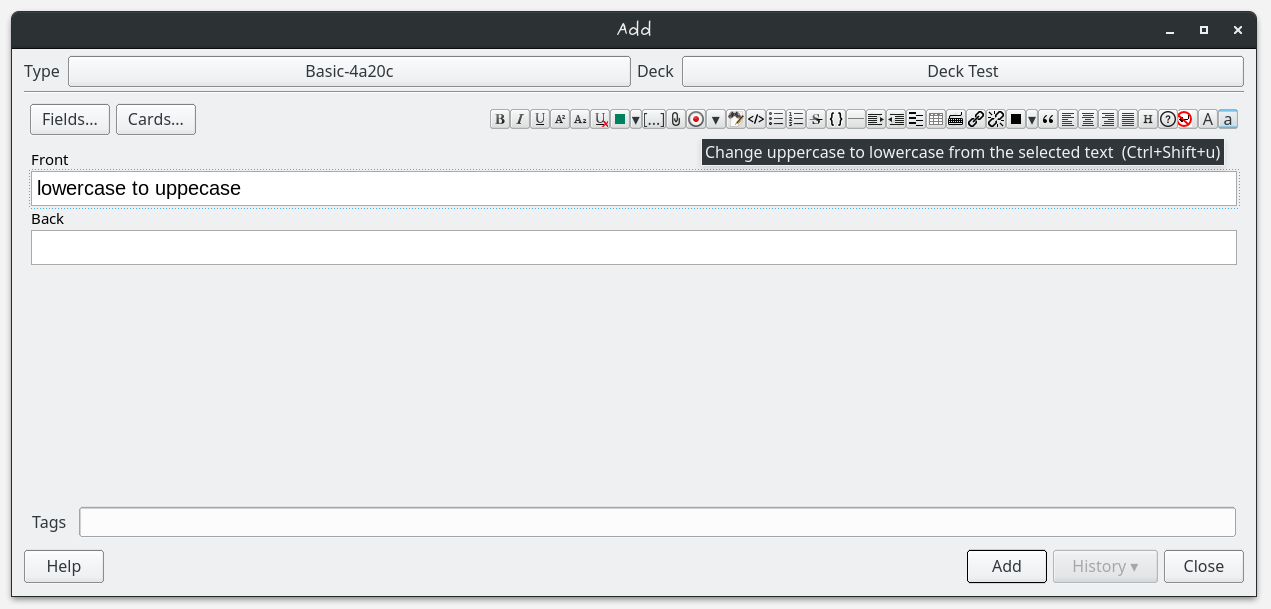 Add
Type Basic-4a20c Deck Deck Test
Fields... Cards... B I U A² A₂ U [...] </> S {} “ H ? A a
Change uppercase to lowercase from the selected text (Ctrl+Shift+u)
Front
lowercase to uppecase
Back
Tags
Help Add History ▾ Close